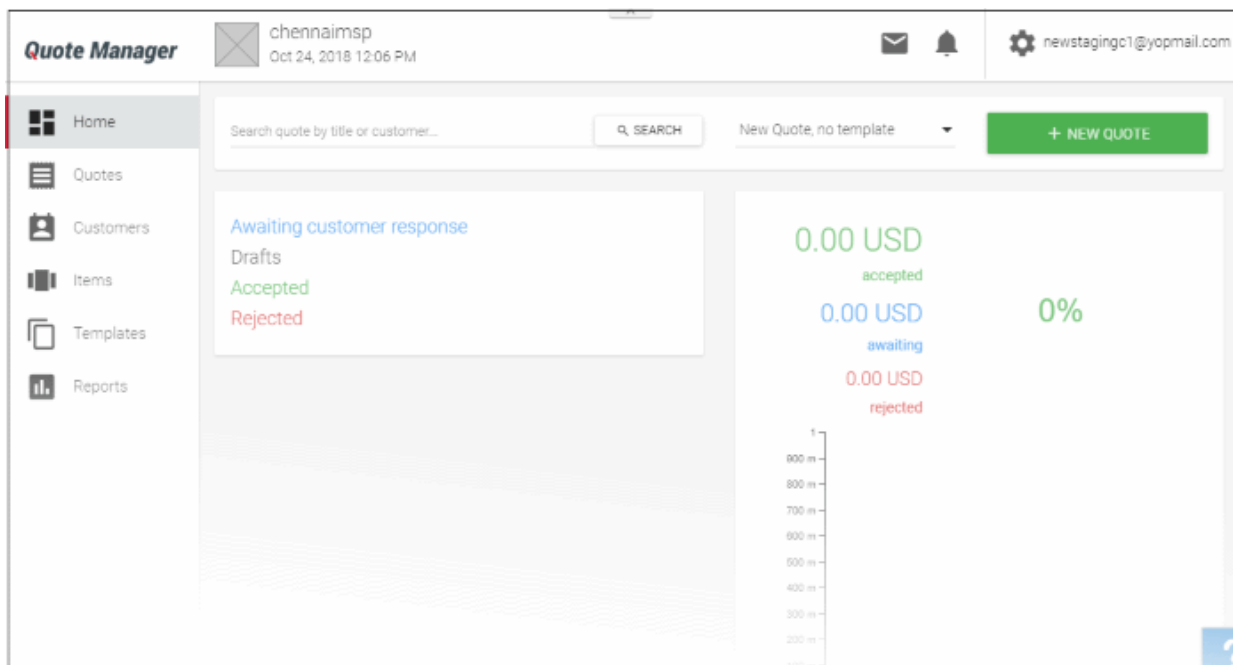 Quote Manager
chennaimsp
Oct 24, 2018 12:06 PM
newstagingc1@yopmail.com
Home
Quotes
Customers
Items
Templates
Reports
Search quote by title or customer...
SEARCH
New Quote, no template
+ NEW QUOTE
Awaiting customer response
Drafts
Accepted
Rejected
0.00 USD
accepted
0.00 USD
awaiting
0.00 USD
rejected
0%
1
900 m
800 m
700 m
600 m
500 m
400 m
300 m
200 m
?